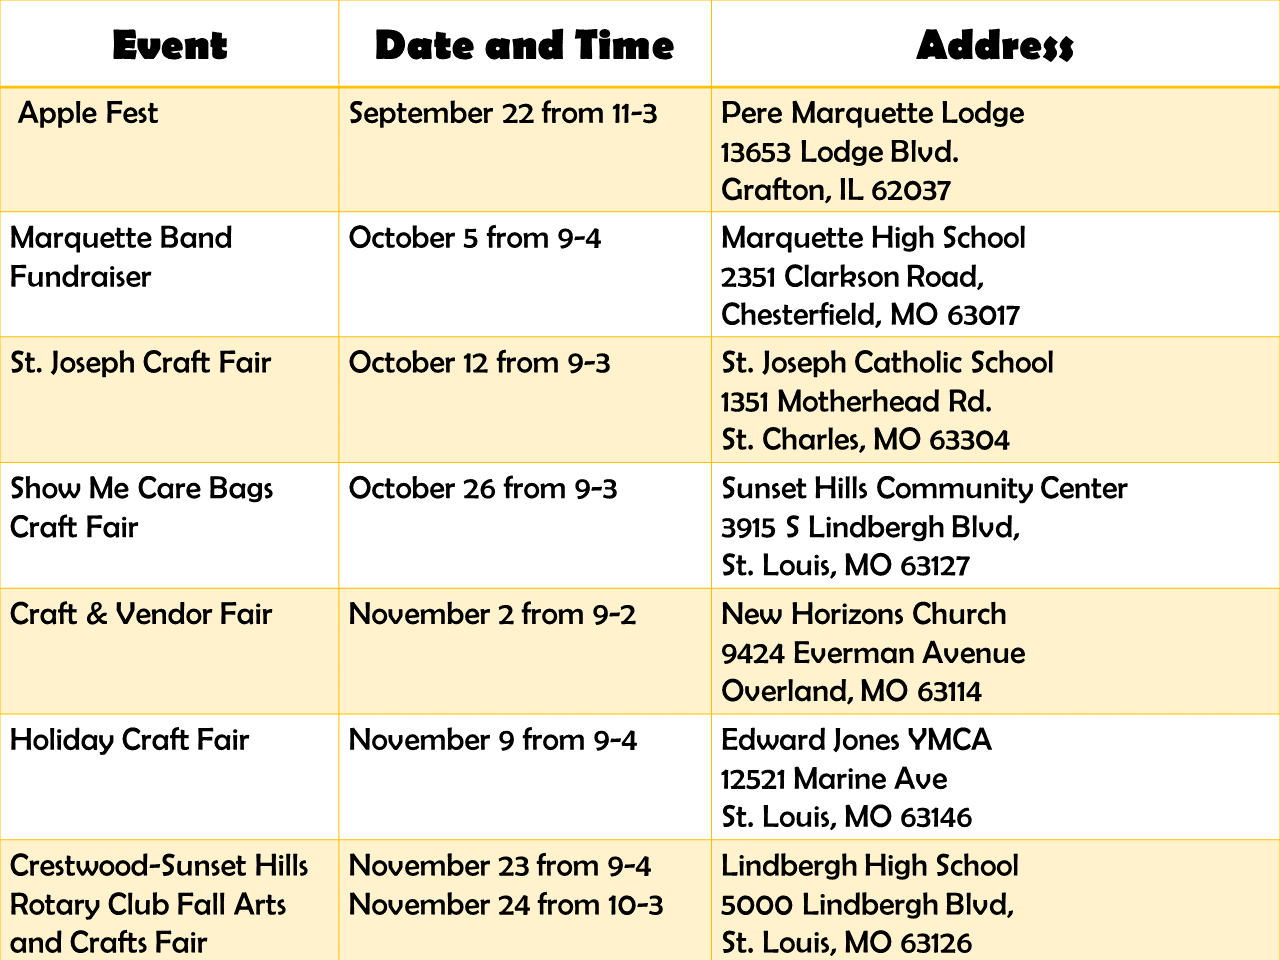 Event Date and Time Address
Apple Fest September 22 from 11-3 Pere Marquette Lodge
13653 Lodge Blvd.
Grafton, IL 62037
Marquette Band October 5 from 9-4 Marquette High School
Fundraiser 2351 Clarkson Road,
Chesterfield, MO 63017
St. Joseph Craft Fair October 12 from 9-3 St. Joseph Catholic School
1351 Motherhead Rd.
St. Charles, MO 63304
Show Me Care Bags October 26 from 9-3 Sunset Hills Community Center
Craft Fair 3915 S Lindbergh Blvd,
St. Louis, MO 63127
Craft & Vendor Fair November 2 from 9-2 New Horizons Church
9424 Everman Avenue
Overland, MO 63114
Holiday Craft Fair November 9 from 9-4 Edward Jones YMCA
12521 Marine Ave
St. Louis, MO 63146
Crestwood-Sunset Hills November 23 from 9-4 Lindbergh High School
Rotary Club Fall Arts November 24 from 10-3 5000 Lindbergh Blvd,
and Crafts Fair St. Louis, MO 63126